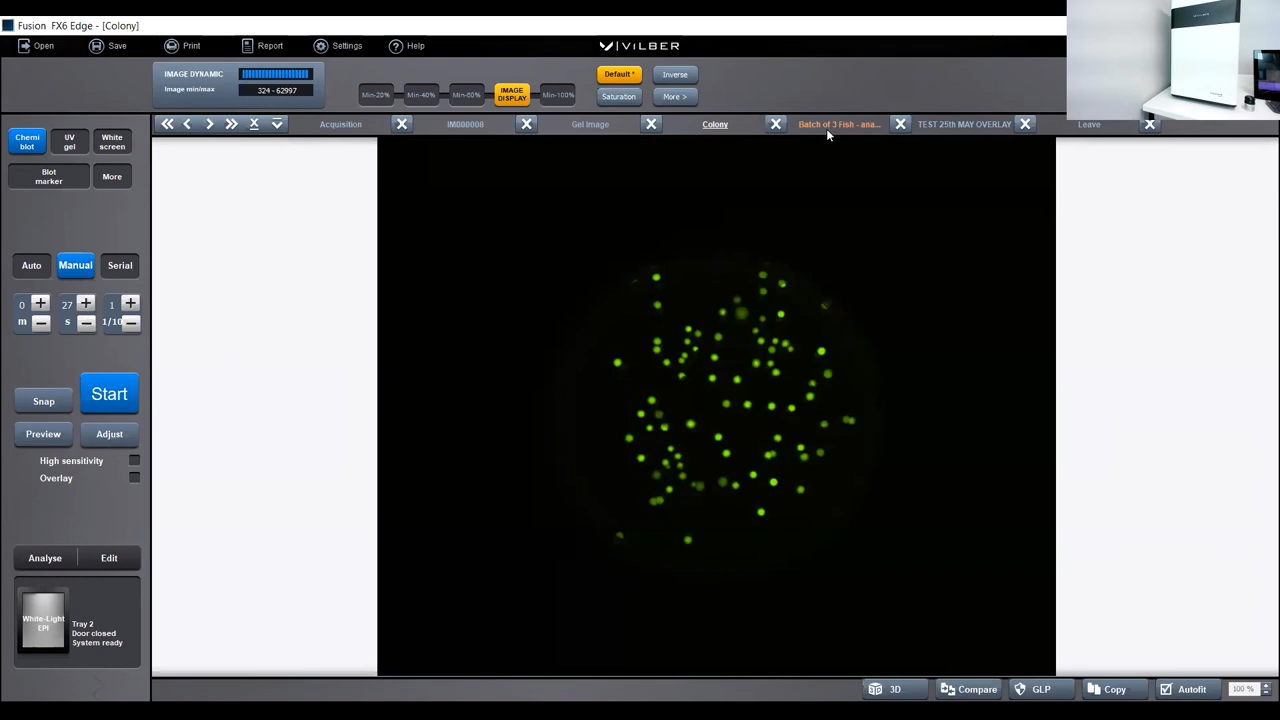 Fusion FX6 Edge - [Colony]
Open Save Print Report Settings Help VILBER
IMAGE DYNAMIC
Image min/max 324 - 62997
Min-20% Min-40% Min-60% IMAGE DISPLAY Min-100%
Default * Inverse
Saturation More >
Acquisition IM000008 Gel Image Colony Batch of 3 Fish - ana... TEST 25th MAY OVERLAY Leave
Chemi blot
UV gel
White screen
Blot marker
More
Auto Manual Serial
0 + 27 + 1 +
m - s - 1/10 -
Snap Start
Preview Adjust
High sensitivity
Overlay
Analyse Edit
White-Light EPI
Tray 2
Door closed
System ready
3D Compare GLP Copy Autofit 100 %